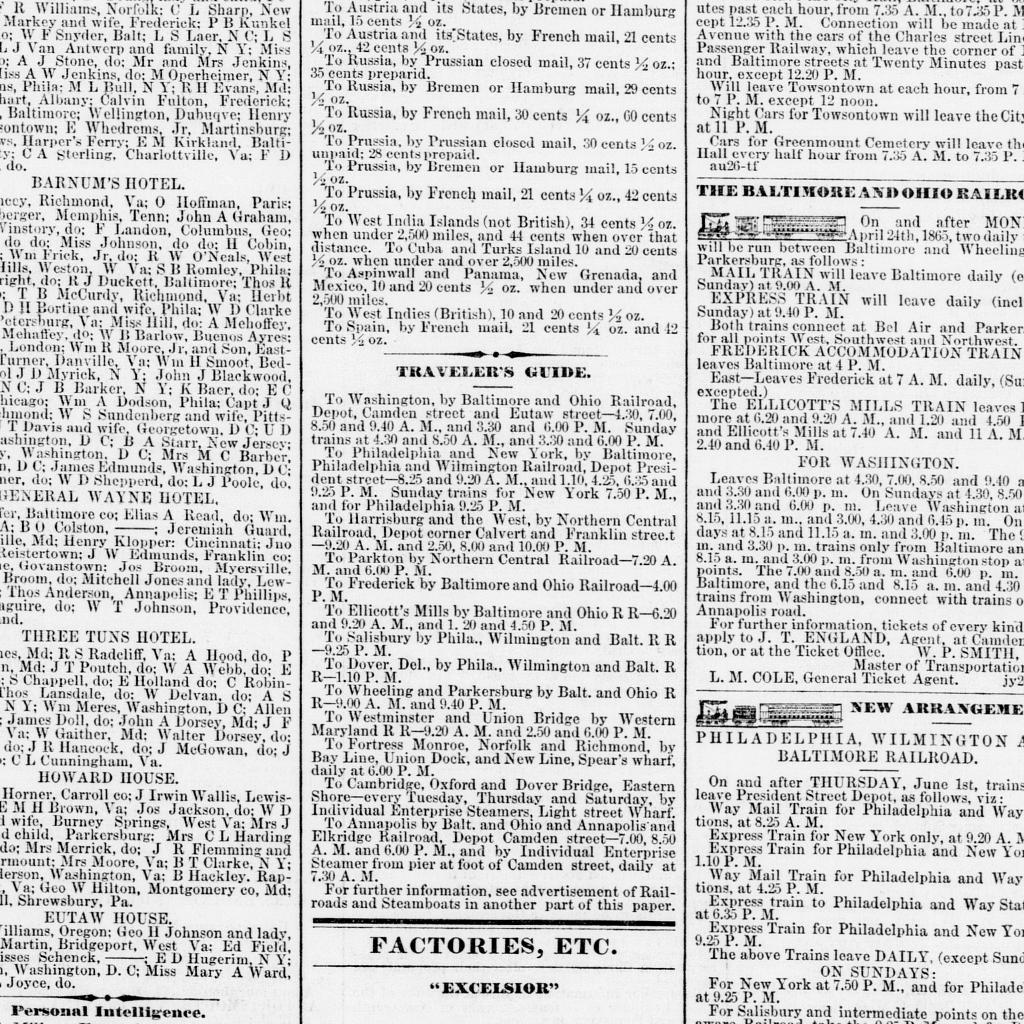 F R Williams, Norfolk; C L Sharp, New
Markey and wife, Frederick; P B Kunkel
do; W F Snyder, Balt; L S Laer, N C; L S
L J Van Antwerp and family, N Y; Miss
o; A J Stone, do; Mr and Mrs Jenkins,
Miss A W Jenkins, do; M Operheimer, N Y;
ns, Phila; M L Bull, N Y; R H Evans, Md;
hart, Albany; Calvin Fulton, Frederick;
, Baltimore; Wellington, Dubuqve; Henry
sontown; E Whedrems, Jr, Martinsburg;
ws, Harper's Ferry; E M Kirkland, Balti-
ty; C A Sterling, Charlottville, Va; F D
do.
BARNUM'S HOTEL.
ncey, Richmond, Va; O Hoffman, Paris;
berger, Memphis, Tenn; John A Graham,
Winstory, do; F Landon, Columbus, Geo;
do do; Miss Johnson, do do; H Cobin,
Wm Frick, Jr, do; R W O'Neals, West
Hills, Weston, W Va; S B Romley, Phila;
right, do; R J Duckett, Baltimore; Thos R
; T B McCurdy, Richmond, Va; Herbt
D H Bortine and wife, Phila; W D Clarke
Petersburg, Va; Miss Hill, do; A Mehoffey,
Mehaffey, do; W B Barlow, Buenos Ayres;
London; Wm R Moore, Jr, and Son, East-
Turner, Danville, Va; Wm H Smoot, Bed-
ol J D Myrick, N Y; John J Blackwood,
N C; J B Barker, N Y; K Baer, do; E C
hicago; Wm A Dodson, Phila; Capt J Q
hmond; W S Sundenberg and wife, Pitts-
T Davis and wife, Georgetown, D C; U D
ashington, D C; B A Starr, New Jersey;
y, Washington, D C; Mrs M C Barber,
n, D C; James Edmunds, Washington, D C;
ner, do; W D Shepperd, do; L J Poole, do,
GENERAL WAYNE HOTEL,
fer, Baltimore co; Elias A Read, do; Wm.
A; B O Colston, ——; Jeremiah Guard,
ille, Md; Henry Klopper; Cincinnati; Jno
Reistertown; J W Edmunds, Franklin co;
ne, Govanstown; Jos Broom, Myersville.
Broom, do; Mitchell Jones and lady, Lew-
; Thos Anderson, Annapolis; E T Phillips,
aguire, do; W T Johnson, Providence,
and.
THREE TUNS HOTEL.
nes, Md; R S Radcliff, Va; A Hood, do, P
n, Md; J T Poutch, do; W A Webb, do; E
; S Chappell, do; E Holland do; C Robin-
Thos Lansdale, do; W Delvan, do; A S
N Y; Wm Meres, Washington, D C; Allen
James Doll, do; John A Dorsey, Md; J F
Va; W Gaither, Md; Walter Dorsey, do;
do; J R Hancock, do; J McGowan, do; J
; C L Cunningham, Va.
HOWARD HOUSE.
Horner, Carroll co; J Irwin Wallis, Lewis-
E M H Brown, Va; Jos Jackson, do; W D
d wife, Burney Springs, West Va; Mrs J
d child, Parkersburg; Mrs C L Harding
do; Mrs Merrick, do; J R Flemming and
rmount; Mrs Moore, Va; B T Clarke, N Y;
derson, Washington, Va; B Hackley. Rap-
, Va; Geo W Hilton, Montgomery co, Md;
ll, Shrewsbury, Pa.
EUTAW HOUSE.
Villiams, Oregon; Geo H Johnson and lady,
Martin, Bridgeport, West Va; Ed Field,
isses Schenck, ——; E D Hugerim, N Y;
n, Washington, D. C; Miss Mary A Ward,
Joyce, do.
Personal Intelligence.
To Austria and its States, by Bremen or Hamburg
mail, 15 cents ½ oz.
To Austria and its States, by French mail, 21 cents
¼ oz., 42 cents ½ oz.
To Russia, by Prussian closed mail, 37 cents ½ oz.;
35 cents preparid.
To Russia, by Bremen or Hamburg mail, 29 cents
½ oz.
To Russia, by French mail, 30 cents ¼ oz., 60 cents
½ oz.
To Prussia, by Prussian closed mail, 30 cents ½ oz.
unpaid; 28 cents prepaid.
To Prussia, by Bremen or Hamburg mail, 15 cents
½ oz.
To Prussia, by French mail, 21 cents ¼ oz., 42 cents
½ oz.
To West India Islands (not British), 34 cents ½ oz.
when under 2,500 miles, and 44 cents when over that
distance. To Cuba and Turks Island 10 and 20 cents
½ oz. when under and over 2,500 miles.
To Aspinwall and Panama, New Grenada, and
Mexico, 10 and 20 cents ½ oz. when under and over
2,500 miles.
To West Indies (British), 10 and 20 cents ½ oz.
To Spain, by French mail, 21 cents ¼ oz. and 42
cents ½ oz.
TRAVELER'S GUIDE.
To Washington, by Baltimore and Ohio Railroad,
Depot, Camden street and Eutaw street—4.30, 7.00,
8.50 and 9.40 A. M., and 3.30 and 6.00 P. M. Sunday
trains at 4.30 and 8.50 A. M., and 3.30 and 6.00 P. M.
To Philadelphia and New York, by Baltimore,
Philadelphia and Wilmington Railroad, Depot Presi-
dent street—8.25 and 9.20 A. M., and 1.10, 4.25, 6.35 and
9.25 P. M. Sunday trains for New York 7.50 P. M.,
and for Philadelphia 9.25 P. M.
To Harrisburg and the West, by Northern Central
Railroad, Depot corner Calvert and Franklin stree.t
—9.20 A. M. and 2.50, 8.00 and 10.00 P. M.
To Parkton by Northern Central Railroad—7.20 A.
M. and 6.00 P. M.
To Frederick by Baltimore and Ohio Railroad—4.00
P. M.
To Ellicott's Mills by Baltimore and Ohio R R—6.20
and 9.20 A. M., and 1. 20 and 4.50 P. M.
To Salisbury by Phila., Wilmington and Balt. R R
—9.25 P. M.
To Dover, Del., by Phila., Wilmington and Balt. R
R—1.10 P. M.
To Wheeling and Parkersburg by Balt. and Ohio R
R—9.00 A. M. and 9.40 P. M.
To Westminster and Union Bridge by Western
Maryland R R—9.20 A. M. and 2.50 and 6.00 P. M.
To Fortress Monroe, Norfolk and Richmond, by
Bay Line, Union Dock, and New Line, Spear's wharf,
daily at 6.00 P. M.
To Cambridge, Oxford and Dover Bridge, Eastern
Shore—every Tuesday, Thursday and Saturday, by
Individual Enterprise Steamers, Light street Wharf.
To Annapolis by Balt. and Ohio and Annapolis and
Elkridge Railroad, Depot Camden street—7.00, 8.50
A. M. and 6.00 P. M., and by Individual Enterprise
Steamer from pier at foot of Camden street, daily at
7.30 A. M.
For further information, see advertisement of Rail-
roads and Steamboats in another part of this paper.
FACTORIES, ETC.
"EXCELSIOR"
utes past each hour, from 7.35 A. M., to 7.35 P. M.
cept 12.35 P. M. Connection will be made at
Avenue with the cars of the Charles street Line
Passenger Railway, which leave the corner of
and Baltimore streets at Twenty Minutes past
hour, except 12.20 P. M.
Will leave Towsontown at each hour, from 7
to 7 P. M. except 12 noon.
Night Cars for Towsontown will leave the City
at 11 P. M.
Cars for Greenmount Cemetery will leave the
Hall every half hour from 7.35 A. M. to 7.35 P.
au26-tf
THE BALTIMORE AND OHIO RAILRO
On and after MON
April 24th, 1865, two daily
will be run between Baltimore and Wheeling
Parkersburg, as follows:
MAIL TRAIN will leave Baltimore daily (e
Sunday) at 9.00 A. M.
EXPRESS TRAIN will leave daily (incl
Sunday) at 9.40 P. M.
Both trains connect at Bel Air and Parker
for all points West, Southwest and Northwest.
FREDERICK ACCOMMODATION TRAIN
leaves Baltimore at 4 P. M.
East—Leaves Frederick at 7 A. M. daily, (Su
excepted.)
The ELLICOTT'S MILLS TRAIN leaves
more at 6.20 and 9.20 A. M., and 1.20 and 4.50
and Ellicott's Mills at 7.40 A. M. and 11 A. M
2.40 and 6.40 P. M.
FOR WASHINGTON.
Leaves Baltimore at 4.30, 7.00, 8.50 and 9.40 a
and 3.30 and 6.00 p. m. On Sundays at 4.30, 8.50
and 3.30 and 6.00 p. m. Leave Washington at
8.15, 11.15 a. m., and 3.00, 4.30 and 6.45 p. m. On
days at 8.15 and 11.15 a. m. and 3.00 p. m. The 9
m. and 3.30 p. m. trains only from Baltimore an
8.15 a. m. and 3.00 p. m. from Washington stop a
points. The 7.00 and 8.50 a. m. and 6.00 p. m.
Baltimore, and the 6.15 and 8.15 a. m. and 4.30
trains from Washington, connect with trains o
Annapolis road.
For further information, tickets of every kind
apply to J. T. ENGLAND, Agent, at Camden
tion, or at the Ticket Office. W. P. SMITH,
Master of Transportation
L. M. COLE, General Ticket Agent. jy2
NEW ARRANGEME
PHILADELPHIA, WILMINGTON A
BALTIMORE RAILROAD.
On and after THURSDAY, June 1st, trains
leave President Street Depot, as follows, viz:
Way Mail Train for Philadelphia and Way
tions, at 8.25 A. M.
Express Train for New York only, at 9.20 A. M
Express Train for Philadelphia and New Yor
1.10 P. M.
Way Mail Train for Philadelphia and Way
tions, at 4.25 P. M.
Express train to Philadelphia and Way Stat
at 6.35 P. M.
Express Train for Philadelphia and New Yor
9.25 P. M.
The above Trains leave DAILY, (except Sund
ON SUNDAYS:
For New York at 7.50 P. M., and for Philadel
at 9.25 P. M.
For Salisbury and intermediate points on the